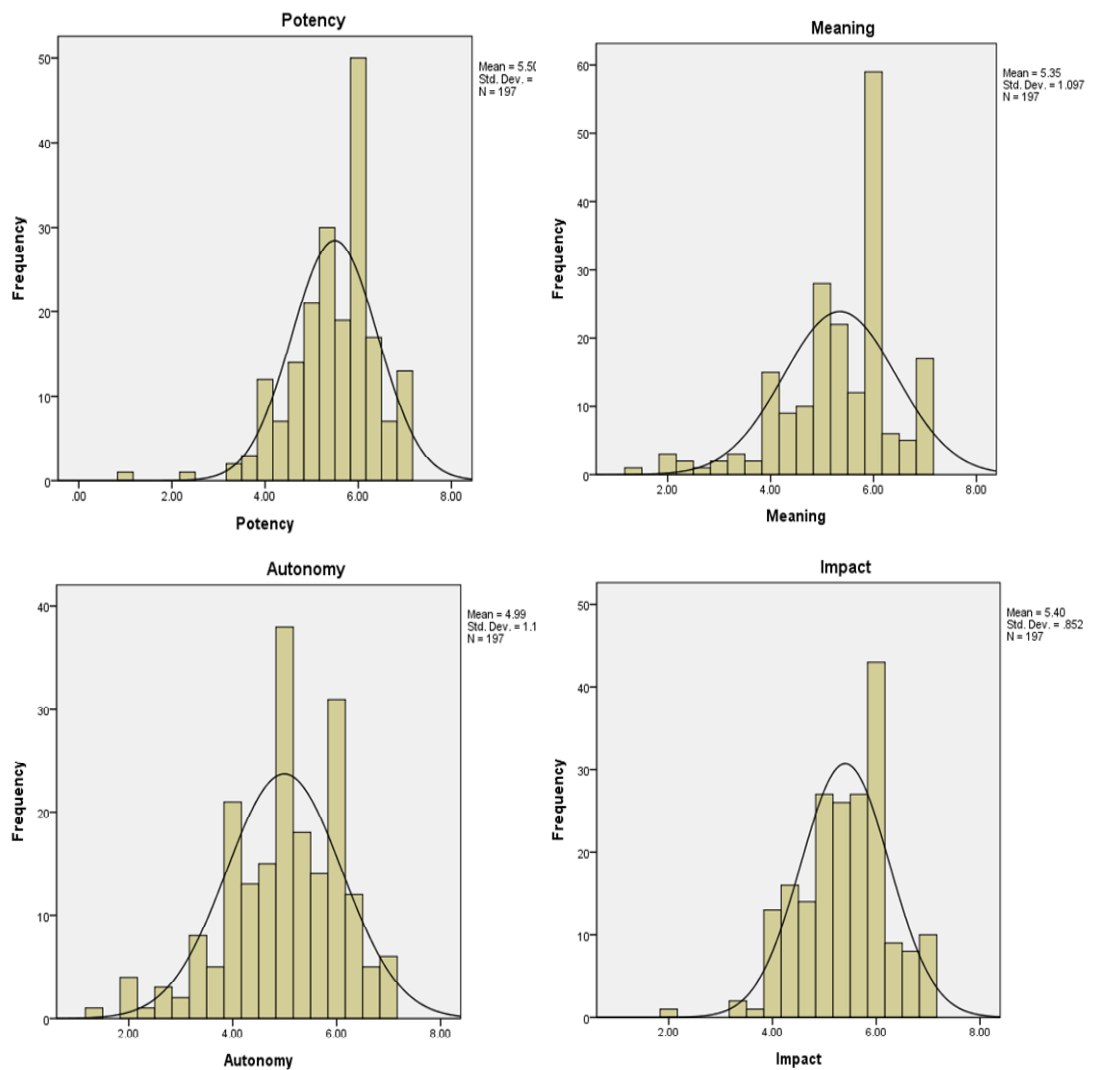 Potency
Mean = 5.50
Std. Dev. =
N = 197
50
40
30
20
10
0
Frequency
.00
2.00
4.00
6.00
8.00
Potency
Meaning
Mean = 5.35
Std. Dev. = 1.097
N = 197
60
50
40
30
20
10
0
Frequency
2.00
4.00
6.00
8.00
Meaning
Autonomy
Mean = 4.99
Std. Dev. = 1.1
N = 197
40
30
20
10
0
Frequency
2.00
4.00
6.00
8.00
Autonomy
Impact
Mean = 5.40
Std. Dev. = .852
N = 197
50
40
30
20
10
0
Frequency
2.00
4.00
6.00
8.00
Impact